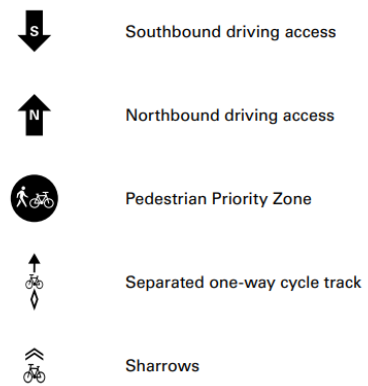 S Southbound driving access
N Northbound driving access
Pedestrian Priority Zone
Separated one-way cycle track
Sharrows